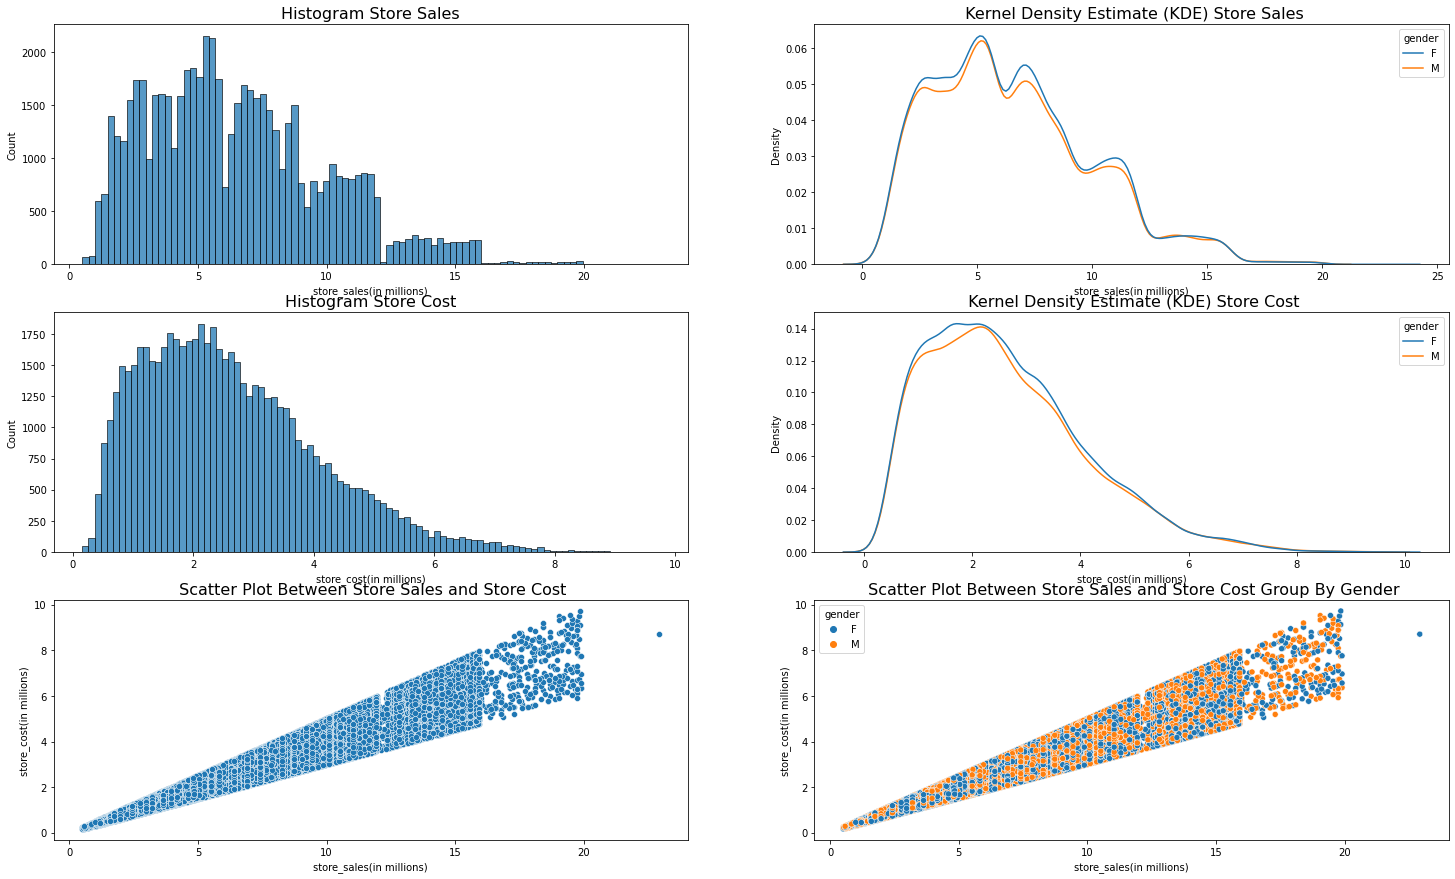 Histogram Store Sales
2000
1500
1000
500
0
Count
0 5 10 15 20
store_sales(in millions)
Kernel Density Estimate (KDE) Store Sales
gender
F
M
0.06
0.05
0.04
0.03
0.02
0.01
0.00
Density
0 5 10 15 20 25
store_sales(in millions)
Histogram Store Cost
1750
1500
1250
1000
750
500
250
0
Count
0 2 4 6 8 10
store_cost(in millions)
Kernel Density Estimate (KDE) Store Cost
gender
F
M
0.14
0.12
0.10
0.08
0.06
0.04
0.02
0.00
Density
0 2 4 6 8 10
store_cost(in millions)
Scatter Plot Between Store Sales and Store Cost
10
8
6
4
2
0
store_cost(in millions)
0 5 10 15 20
store_sales(in millions)
Scatter Plot Between Store Sales and Store Cost Group By Gender
gender
F
M
10
8
6
4
2
0
store_cost(in millions)
0 5 10 15 20
store_sales(in millions)